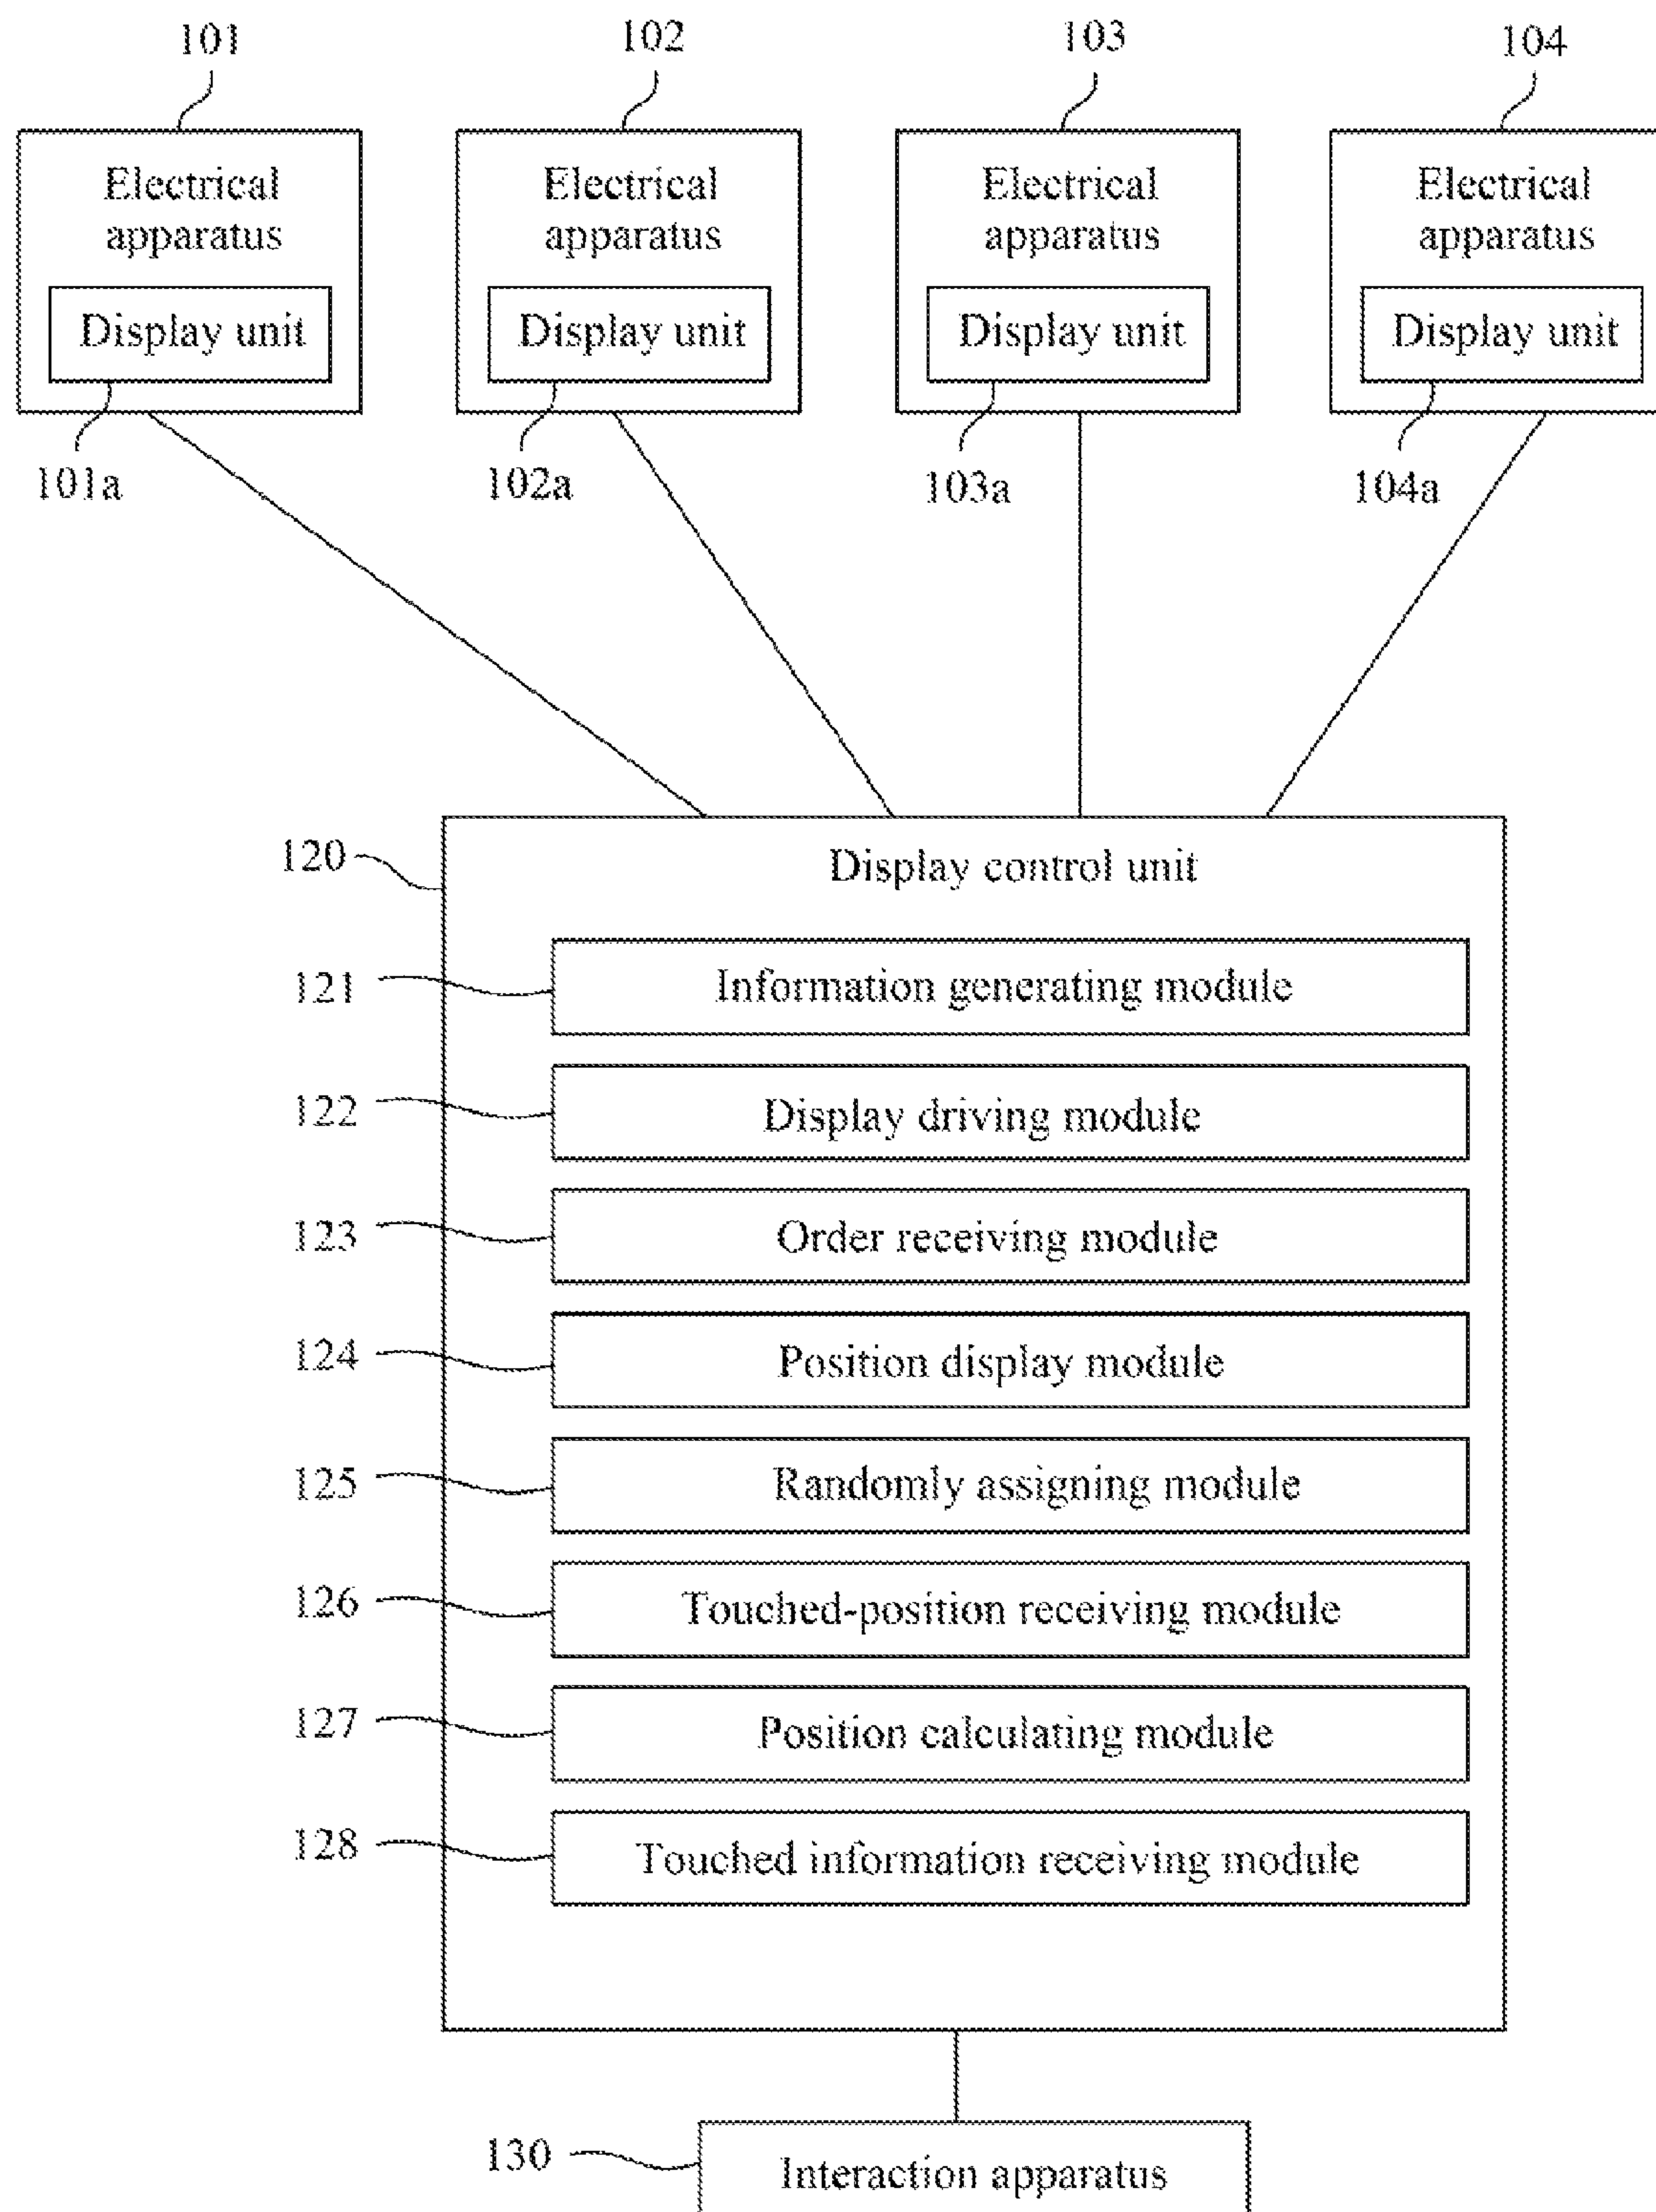 101
102
103
104
Electrical
apparatus
Display unit
Electrical
apparatus
Display unit
Electrical
apparatus
Display unit
Electrical
apparatus
Display unit
101a
102a
103a
104a
120
Display control unit
121
Information generating module
122
Display driving module
123
Order receiving module
124
Position display module
125
Randomly assigning module
126
Touched-position receiving module
127
Position calculating module
128
Touched information receiving module
130
Interaction apparatus